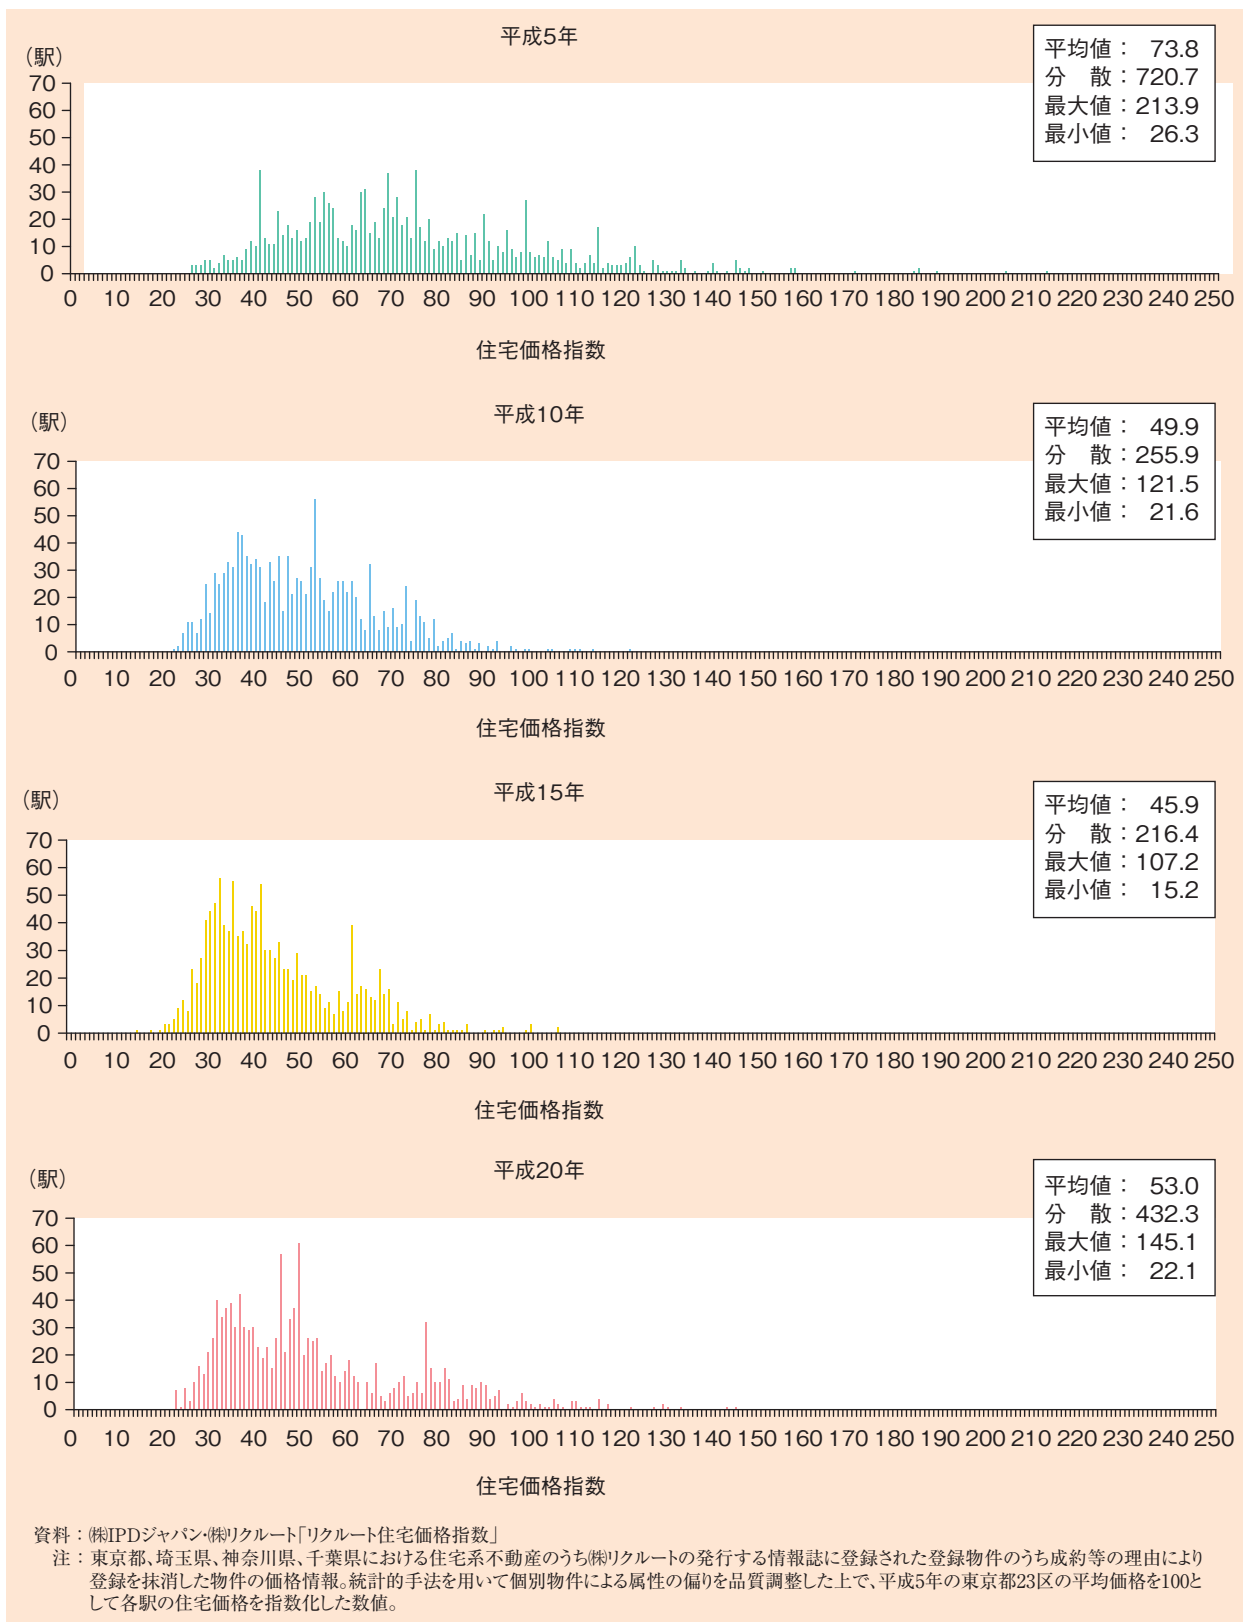 平成5年
(駅)
平均値： 73.8
分 散：720.7
最大値：213.9
最小値： 26.3
70
60
50
40
30
20
10
0
0 10 20 30 40 50 60 70 80 90 100 110 120 130 140 150 160 170 180 190 200 210 220 230 240 250
住宅価格指数
平成10年
(駅)
平均値： 49.9
分 散：255.9
最大値：121.5
最小値： 21.6
70
60
50
40
30
20
10
0
0 10 20 30 40 50 60 70 80 90 100 110 120 130 140 150 160 170 180 190 200 210 220 230 240 250
住宅価格指数
平成15年
(駅)
平均値： 45.9
分 散：216.4
最大値：107.2
最小値： 15.2
70
60
50
40
30
20
10
0
0 10 20 30 40 50 60 70 80 90 100 110 120 130 140 150 160 170 180 190 200 210 220 230 240 250
住宅価格指数
平成20年
(駅)
平均値： 53.0
分 散：432.3
最大値：145.1
最小値： 22.1
70
60
50
40
30
20
10
0
0 10 20 30 40 50 60 70 80 90 100 110 120 130 140 150 160 170 180 190 200 210 220 230 240 250
住宅価格指数
資料：㈱IPDジャパン・㈱リクルート「リクルート住宅価格指数」
注：東京都、埼玉県、神奈川県、千葉県における住宅系不動産のうち㈱リクルートの発行する情報誌に登録された登録物件のうち成約等の理由により
登録を抹消した物件の価格情報。統計的手法を用いて個別物件による属性の偏りを品質調整した上で、平成5年の東京都23区の平均価格を100と
して各駅の住宅価格を指数化した数値。